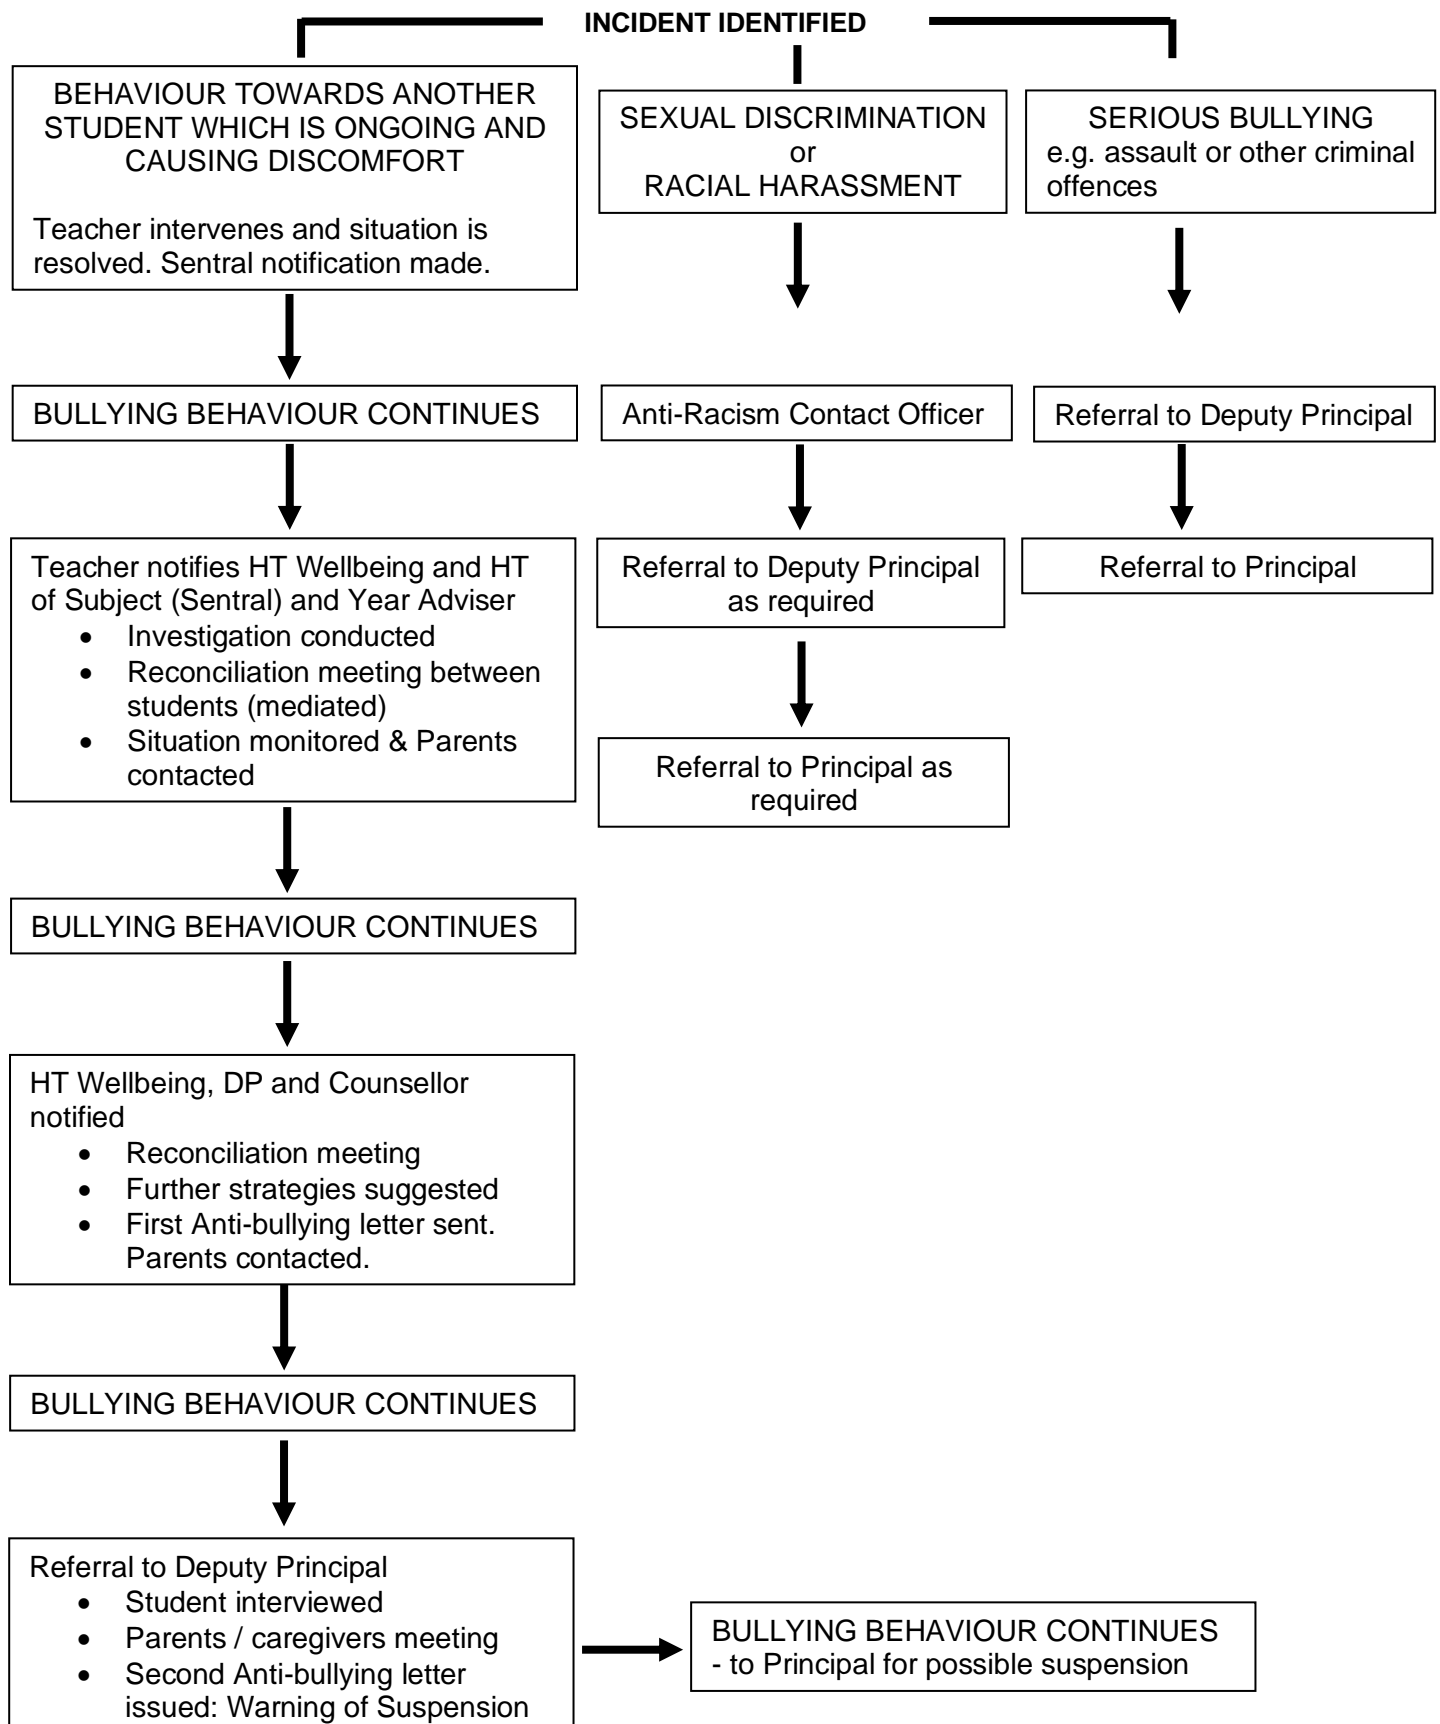 INCIDENT IDENTIFIED
BEHAVIOUR TOWARDS ANOTHER
STUDENT WHICH IS ONGOING AND
CAUSING DISCOMFORT
Teacher intervenes and situation is
resolved. Sentral notification made.
SEXUAL DISCRIMINATION
or
RACIAL HARASSMENT
SERIOUS BULLYING
e.g. assault or other criminal
offences
BULLYING BEHAVIOUR CONTINUES
Anti-Racism Contact Officer
Referral to Deputy Principal
Teacher notifies HT Wellbeing and HT
of Subject (Sentral) and Year Adviser
• Investigation conducted
• Reconciliation meeting between
students (mediated)
• Situation monitored & Parents
contacted
Referral to Deputy Principal
as required
Referral to Principal
Referral to Principal as
required
BULLYING BEHAVIOUR CONTINUES
HT Wellbeing, DP and Counsellor
notified
• Reconciliation meeting
• Further strategies suggested
• First Anti-bullying letter sent.
Parents contacted.
BULLYING BEHAVIOUR CONTINUES
Referral to Deputy Principal
• Student interviewed
• Parents / caregivers meeting
• Second Anti-bullying letter
issued: Warning of Suspension
BULLYING BEHAVIOUR CONTINUES
- to Principal for possible suspension